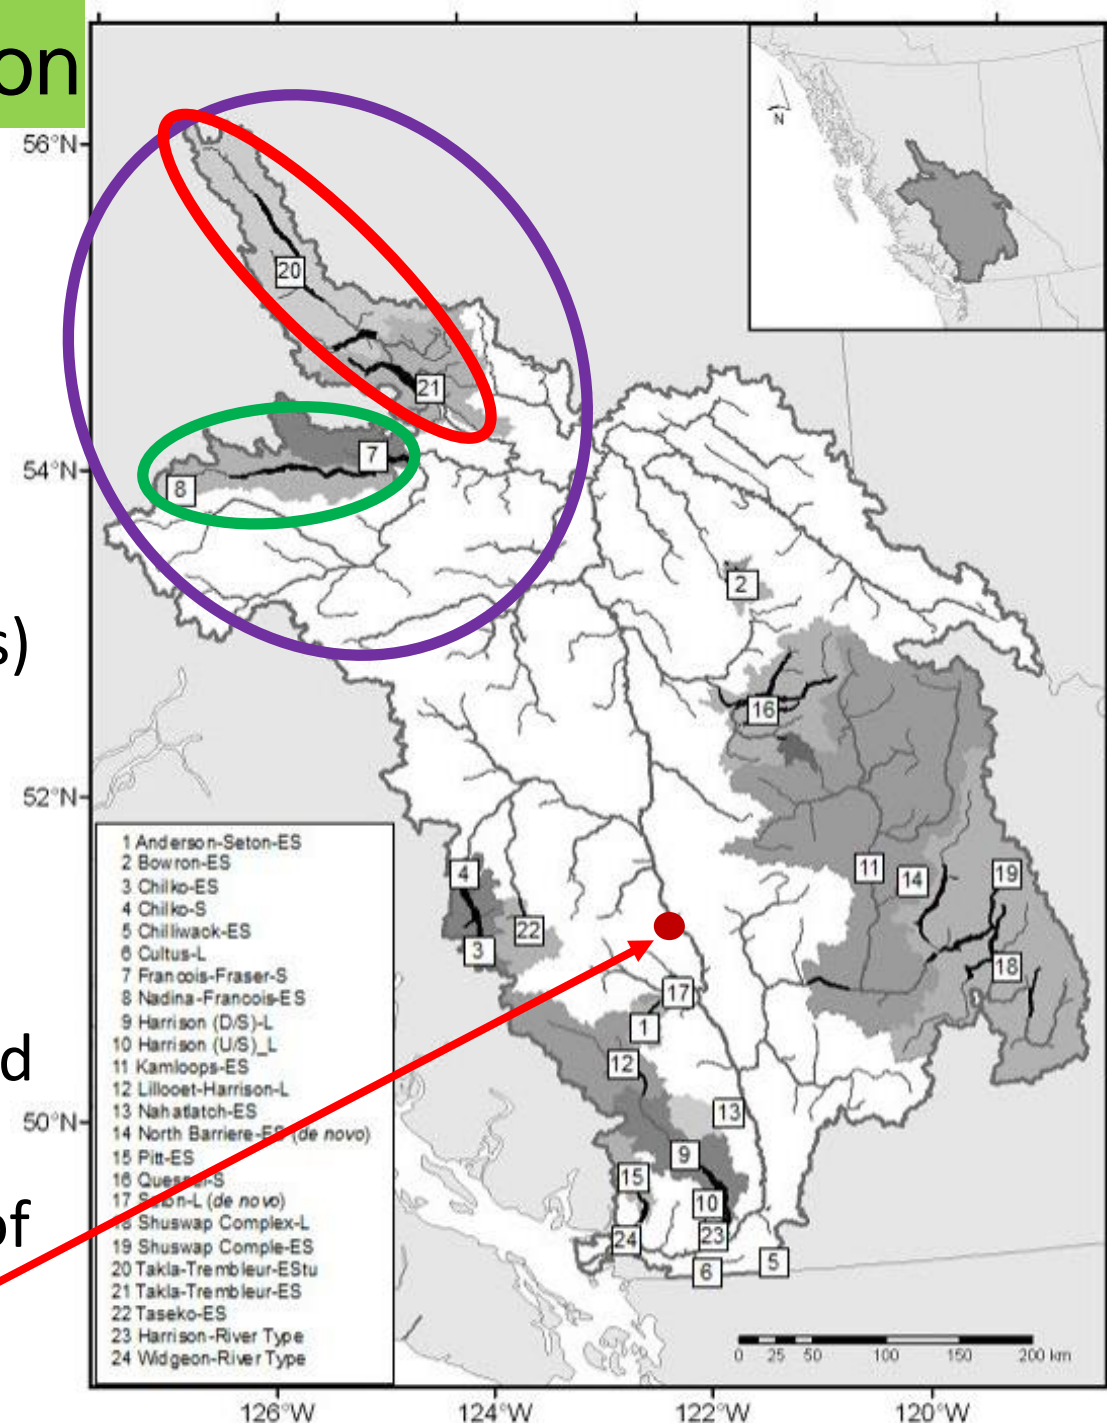 on
56°N
54°N
52°N
50°N
s)
d
of
N
20
21
7
8
2
16
4
3
22
11
14
19
18
17
1
12
13
9
15
10
23
24
6
5
1 Anderson-Seton-ES
2 Bowron-ES
3 Chilko-ES
4 Chilko-S
5 Chilliwack-ES
6 Cultus-L
7 Francois-Fraser-S
8 Nadina-Francois-ES
9 Harrison (D/S)-L
10 Harrison (U/S)_L
11 Kamloops-ES
12 Lillooet-Harrison-L
13 Nahatlatch-ES
14 North Barriere-ES (de novo)
15 Pitt-ES
16 Quesnel-S
17 Seton-L (de novo)
18 Shuswap Complex-L
19 Shuswap Comple-ES
20 Takla-Trembleur-EStu
21 Takla-Trembleur-ES
22 Taseko-ES
23 Harrison-River Type
24 Widgeon-River Type
0 25 50 100 150 200 km
126°W 124°W 122°W 120°W